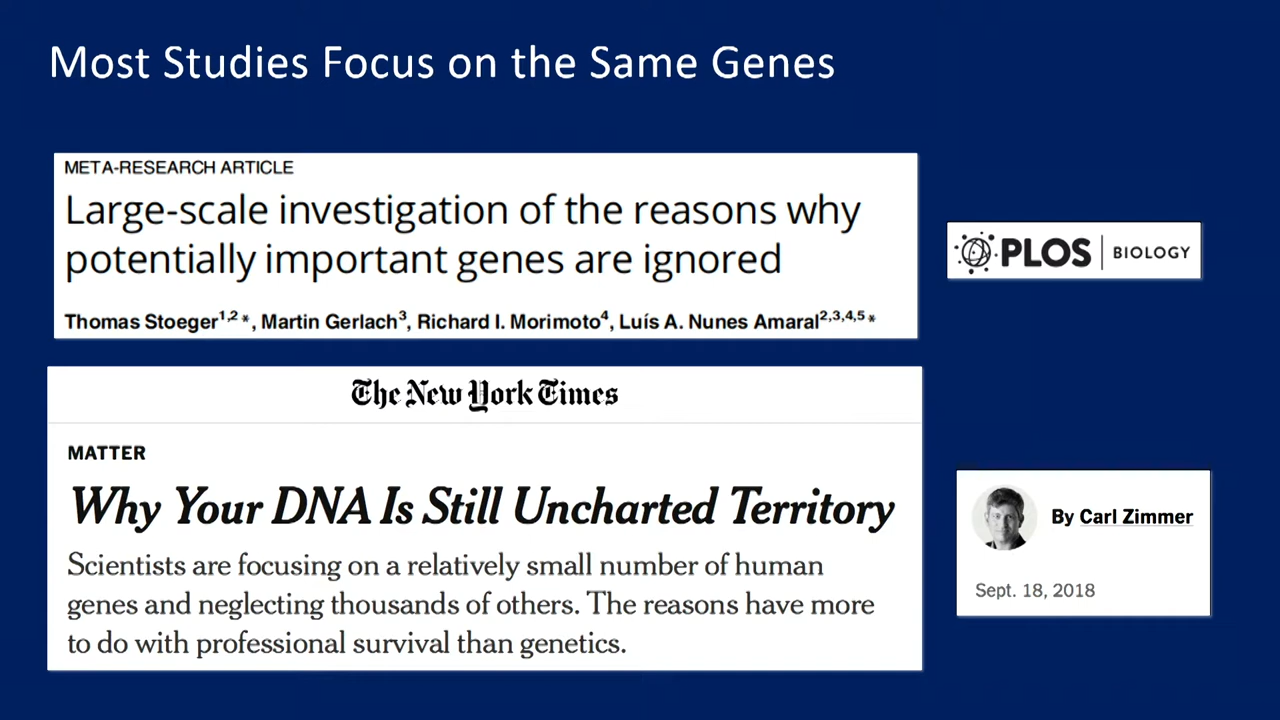 Most Studies Focus on the Same Genes
META-RESEARCH ARTICLE
Large-scale investigation of the reasons why
potentially important genes are ignored
Thomas Stoeger1,2*, Martin Gerlach3, Richard I. Morimoto4, Luís A. Nunes Amaral2,3,4,5*
PLOS | BIOLOGY
The New York Times
MATTER
Why Your DNA Is Still Uncharted Territory
Scientists are focusing on a relatively small number of human
genes and neglecting thousands of others. The reasons have more
to do with professional survival than genetics.
By Carl Zimmer
Sept. 18, 2018